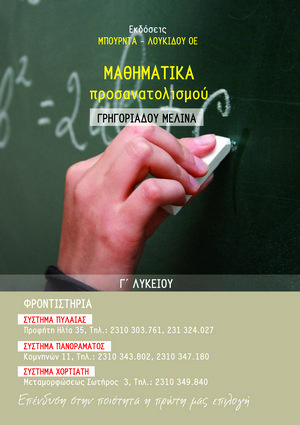 Εκδόσεις
ΜΠΟΥΡΝΤΑ - ΛΟΥΚΙΔΟΥ ΟΕ
ΜΑΘΗΜΑΤΙΚΑ
προσανατολισμού
ΓΡΗΓΟΡΙΑΔΟΥ ΜΕΛΙΝΑ
Γ΄ ΛΥΚΕΙΟΥ
ΦΡΟΝΤΙΣΤΗΡΙΑ
ΣΥΣΤΗΜΑ ΠΥΛΑΙΑΣ
Προφήτη Ηλία 35, Τηλ.: 2310 303.761, 231 324.027
ΣΥΣΤΗΜΑ ΠΑΝΟΡΑΜΑΤΟΣ
Κομνηνών 11, Τηλ.: 2310 343.802, 2310 347.180
ΣΥΣΤΗΜΑ ΧΟΡΤΙΑΤΗ
Μεταμορφώσεως Σωτήρος 3, Τηλ.: 2310 349.840
Επένδυση στην ποιότητα η πρώτη μας επιλογή